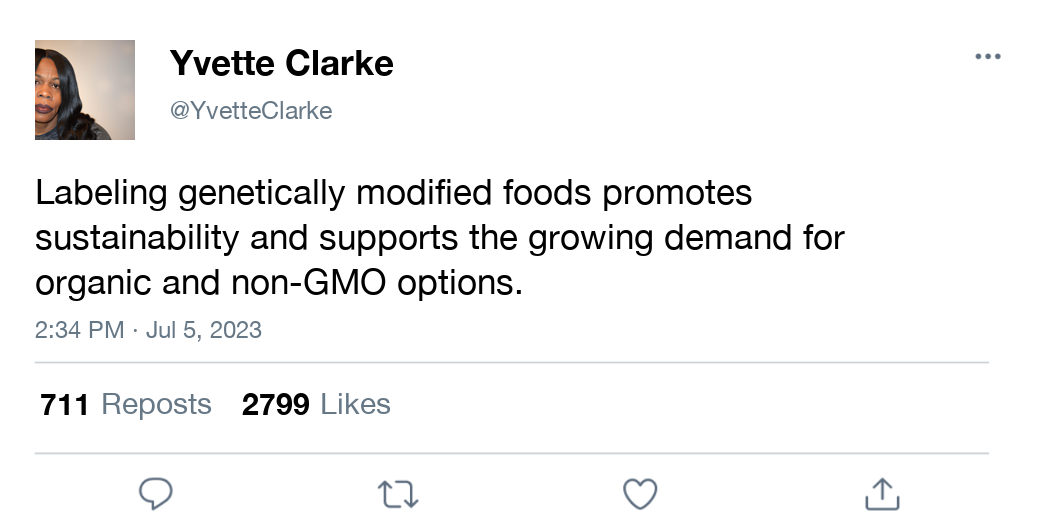 Yvette Clarke
@YvetteClarke
Labeling genetically modified foods promotes
sustainability and supports the growing demand for
organic and non-GMO options.
2:34 PM · Jul 5, 2023
711 Reposts 2799 Likes